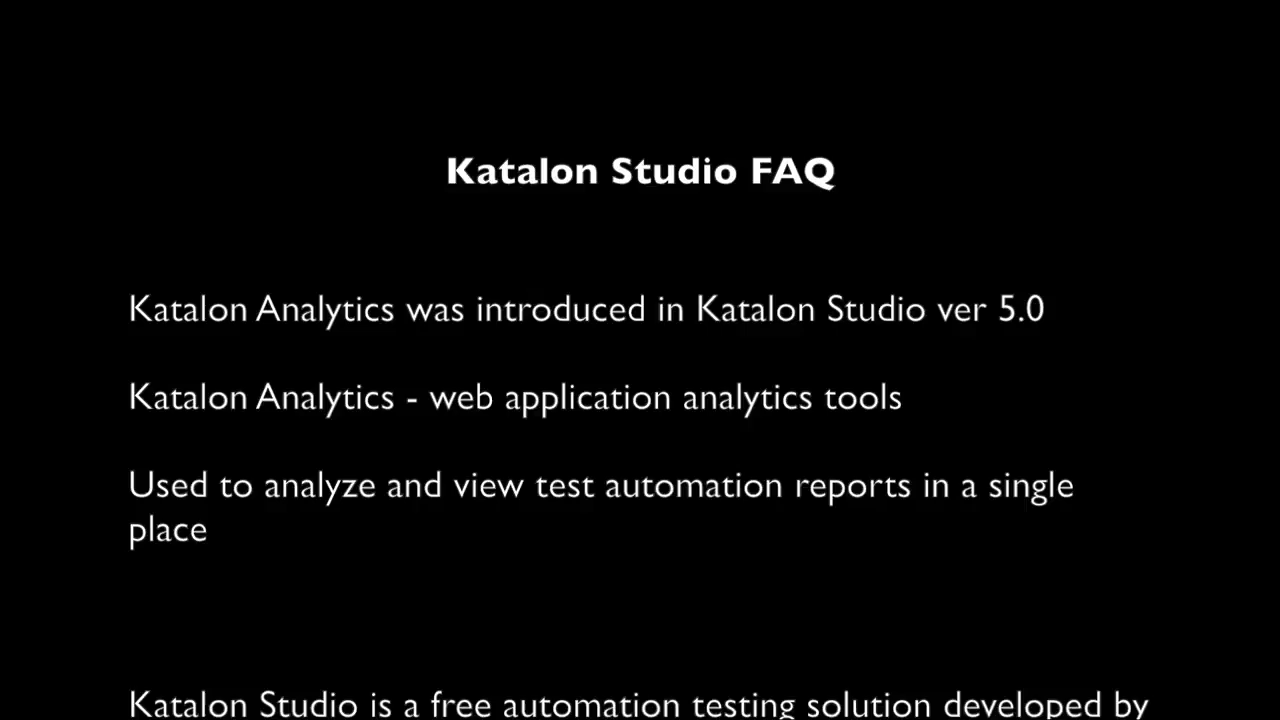 Katalon Studio FAQ
Katalon Analytics was introduced in Katalon Studio ver 5.0
Katalon Analytics - web application analytics tools
Used to analyze and view test automation reports in a single
place
Katalon Studio is a free automation testing solution developed by